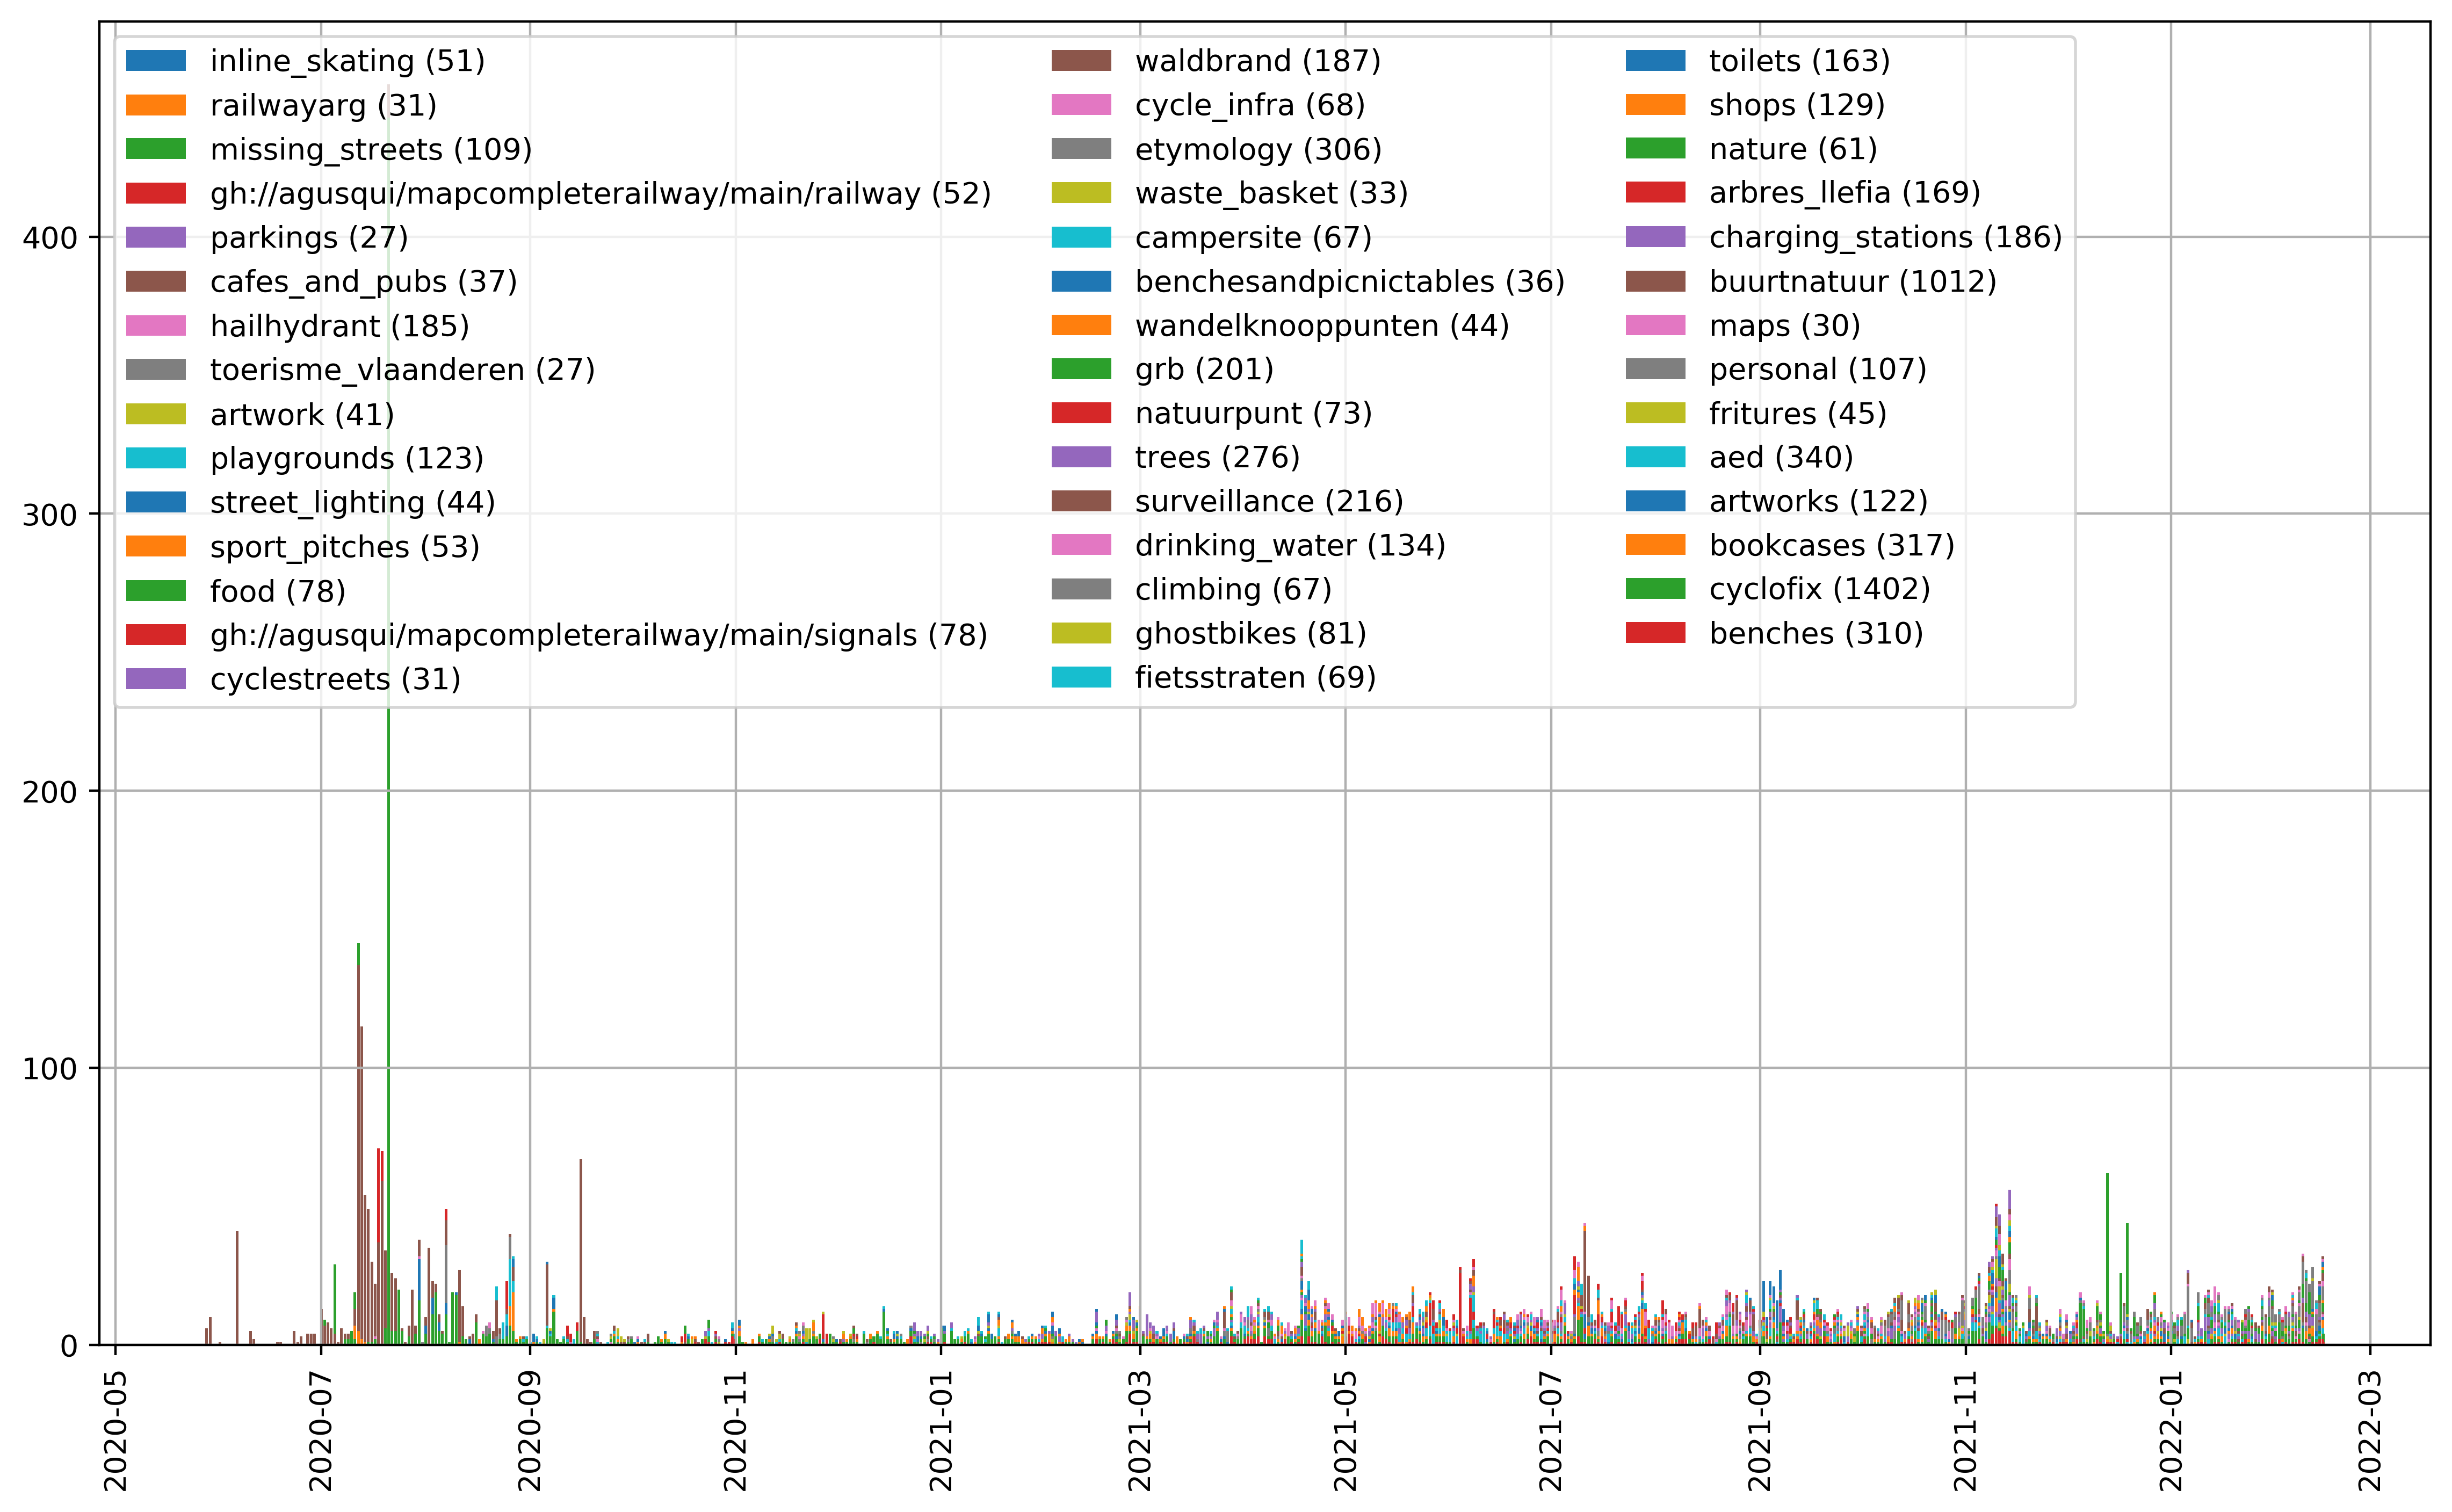 inline_skating (51)
railwayarg (31)
missing_streets (109)
gh://agusqui/mapcompleterailway/main/railway (52)
parkings (27)
cafes_and_pubs (37)
hailhydrant (185)
toerisme_vlaanderen (27)
artwork (41)
playgrounds (123)
street_lighting (44)
sport_pitches (53)
food (78)
gh://agusqui/mapcompleterailway/main/signals (78)
cyclestreets (31)
waldbrand (187)
cycle_infra (68)
etymology (306)
waste_basket (33)
campersite (67)
benchesandpicnictables (36)
wandelknooppunten (44)
grb (201)
natuurpunt (73)
trees (276)
surveillance (216)
drinking_water (134)
climbing (67)
ghostbikes (81)
fietsstraten (69)
toilets (163)
shops (129)
nature (61)
arbres_llefia (169)
charging_stations (186)
buurtnatuur (1012)
maps (30)
personal (107)
fritures (45)
aed (340)
artworks (122)
bookcases (317)
cyclofix (1402)
benches (310)
400
300
200
100
0
2020-05
2020-07
2020-09
2020-11
2021-01
2021-03
2021-05
2021-07
2021-09
2021-11
2022-01
2022-03